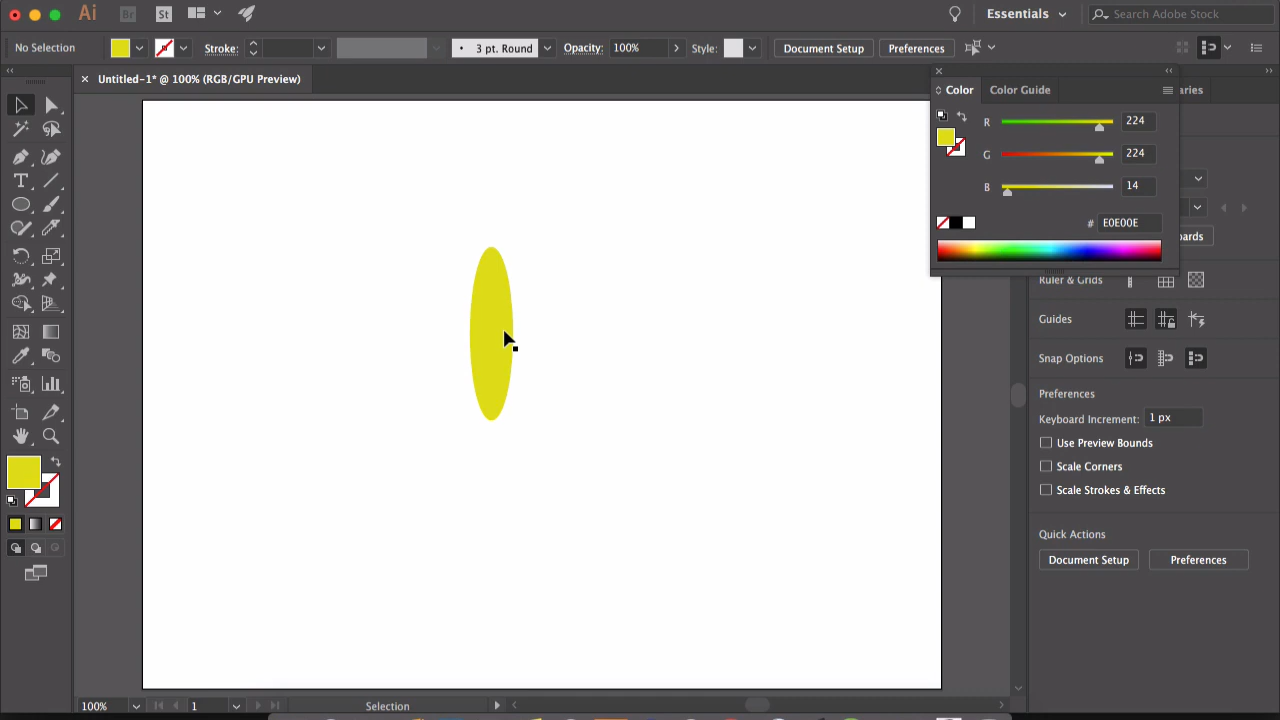 Ai Br St Essentials Search Adobe Stock
No Selection Stroke: 3 pt. Round Opacity: 100% Style: Document Setup Preferences
Untitled-1* @ 100% (RGB/GPU Preview)
Color Color Guide
R 224
G 224
B 14
# E0E00E
Ruler & Grids
Guides
Snap Options
Preferences
Keyboard Increment: 1 px
Use Preview Bounds
Scale Corners
Scale Strokes & Effects
Quick Actions
Document Setup Preferences
100% 1 Selection